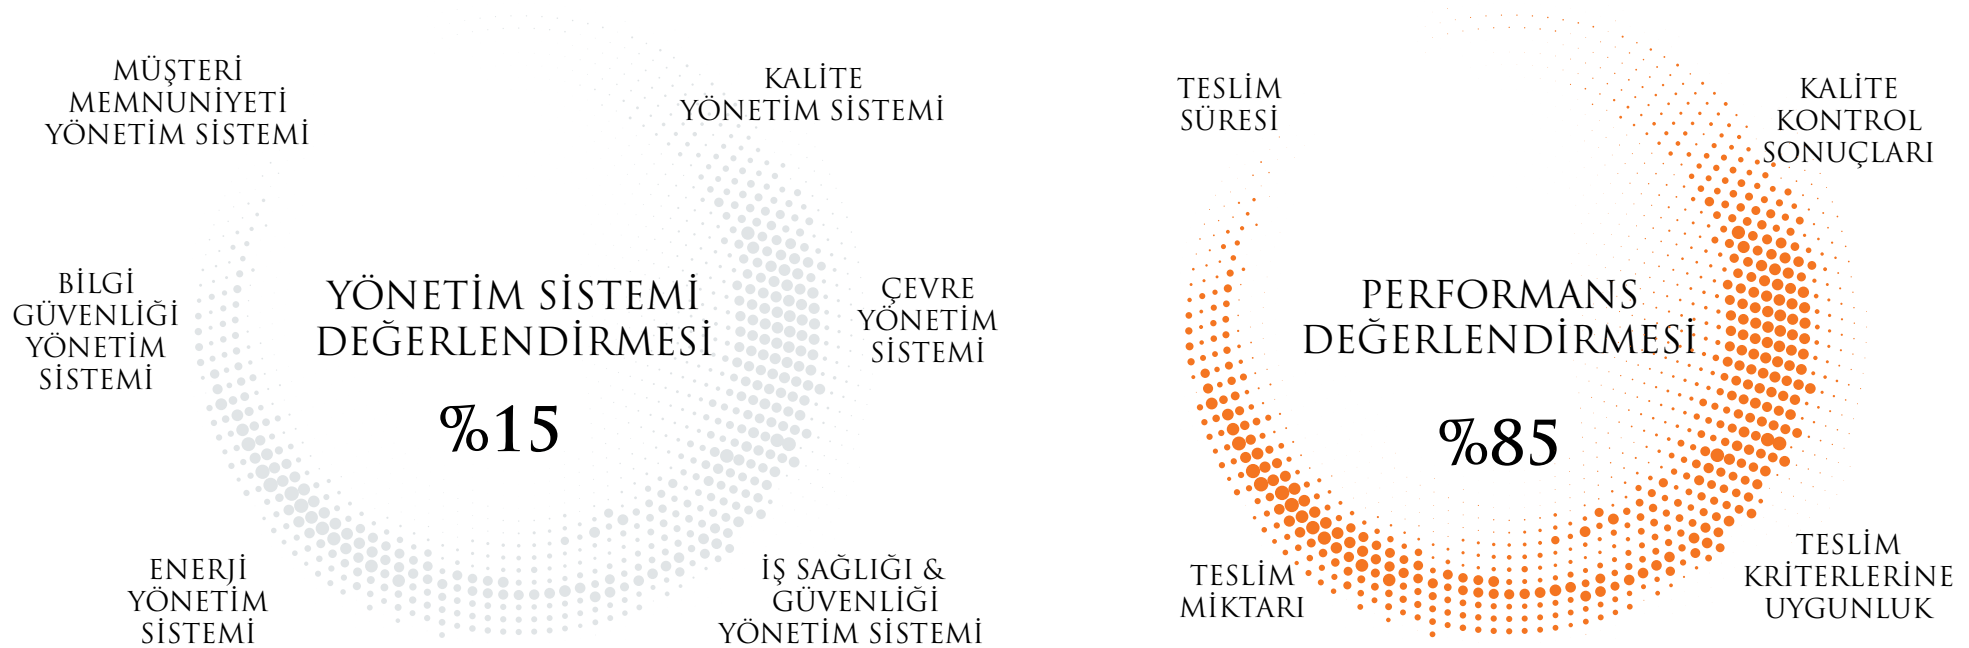 MÜŞTERİ
MEMNUNİYETİ
YÖNETİM SİSTEMİ
KALİTE
YÖNETİM SİSTEMİ
BİLGİ
GÜVENLİĞİ
YÖNETİM
SİSTEMİ
YÖNETİM SİSTEMİ
DEĞERLENDİRMESİ
%15
ÇEVRE
YÖNETİM
SİSTEMİ
ENERJİ
YÖNETİM
SİSTEMİ
İŞ SAĞLIĞI &
GÜVENLİĞİ
YÖNETİM SİSTEMİ
TESLİM
SÜRESİ
KALİTE
KONTROL
SONUÇLARI
PERFORMANS
DEĞERLENDİRMESİ
%85
TESLİM
MİKTARI
TESLİM
KRİTERLERİNE
UYGUNLUK